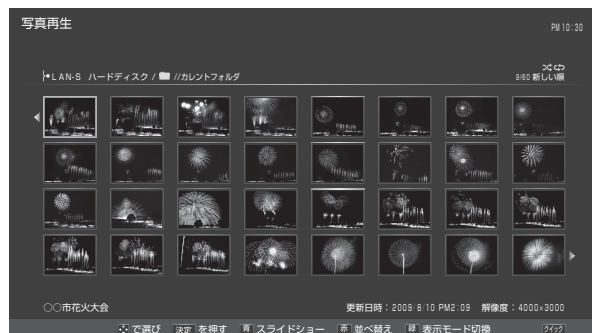 写真再生
PM 10:30
LAN-S ハードディスク / //カレントフォルダ
9/60 新しい順
○○市花火大会
更新日時：2009/8/10 PM2:09 解像度：4000×3000
で選び 決定 を押す 青 スライドショー 赤 並べ替え 緑 表示モード切換 クイック